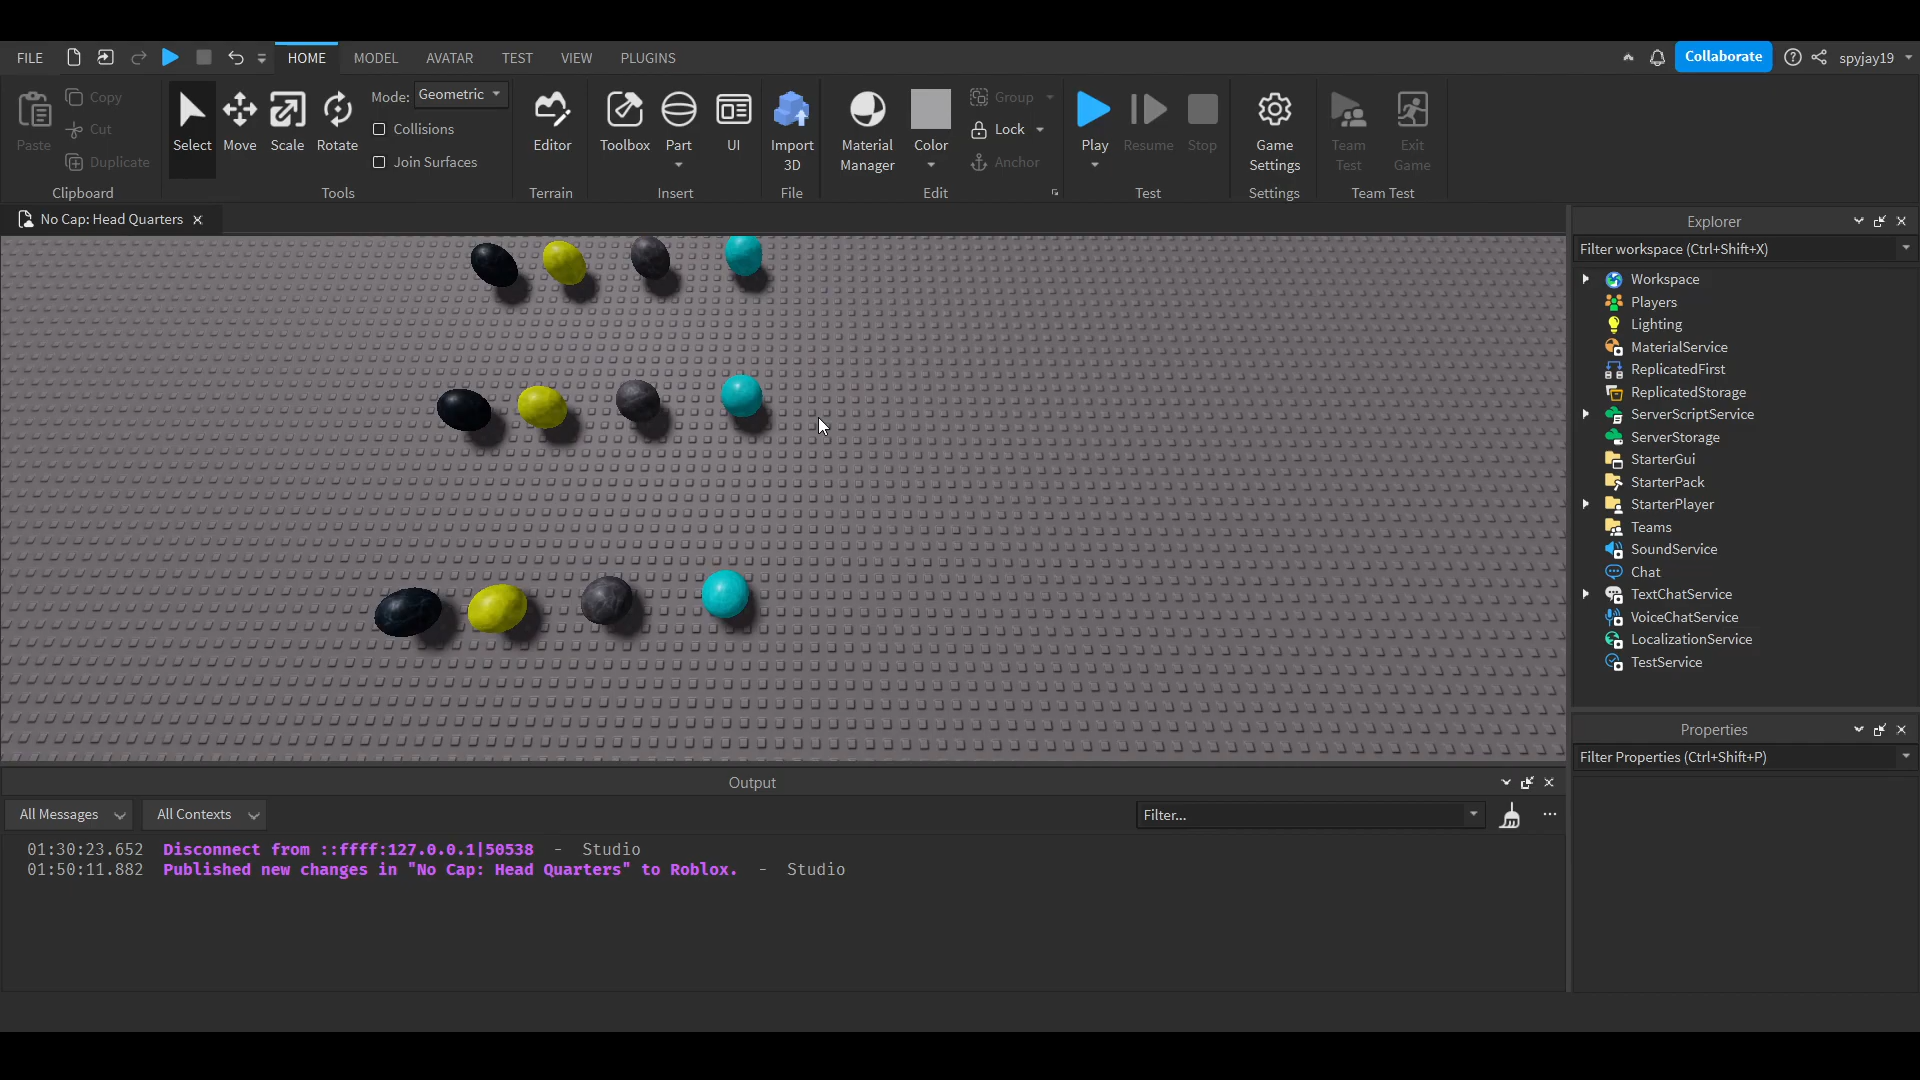 FILE HOME MODEL AVATAR TEST VIEW PLUGINS Collaborate spyjay19
Paste Copy Cut Duplicate
Clipboard
Select Move Scale Rotate
Mode: Geometric
Collisions
Join Surfaces
Tools
Editor
Terrain
Toolbox Part UI
Insert
Import 3D
File
Material Manager Color
Group
Lock
Anchor
Edit
Play Resume Stop
Test
Game Settings
Settings
Team Test Exit Game
Team Test
No Cap: Head Quarters
Explorer
Filter workspace (Ctrl+Shift+X)
Workspace
Players
Lighting
MaterialService
ReplicatedFirst
ReplicatedStorage
ServerScriptService
ServerStorage
StarterGui
StarterPack
StarterPlayer
Teams
SoundService
Chat
TextChatService
VoiceChatService
LocalizationService
TestService
Properties
Filter Properties (Ctrl+Shift+P)
Output
All Messages All Contexts Filter...
01:30:23.652 Disconnect from ::ffff:127.0.0.1|50538 - Studio
01:50:11.882 Published new changes in "No Cap: Head Quarters" to Roblox. - Studio